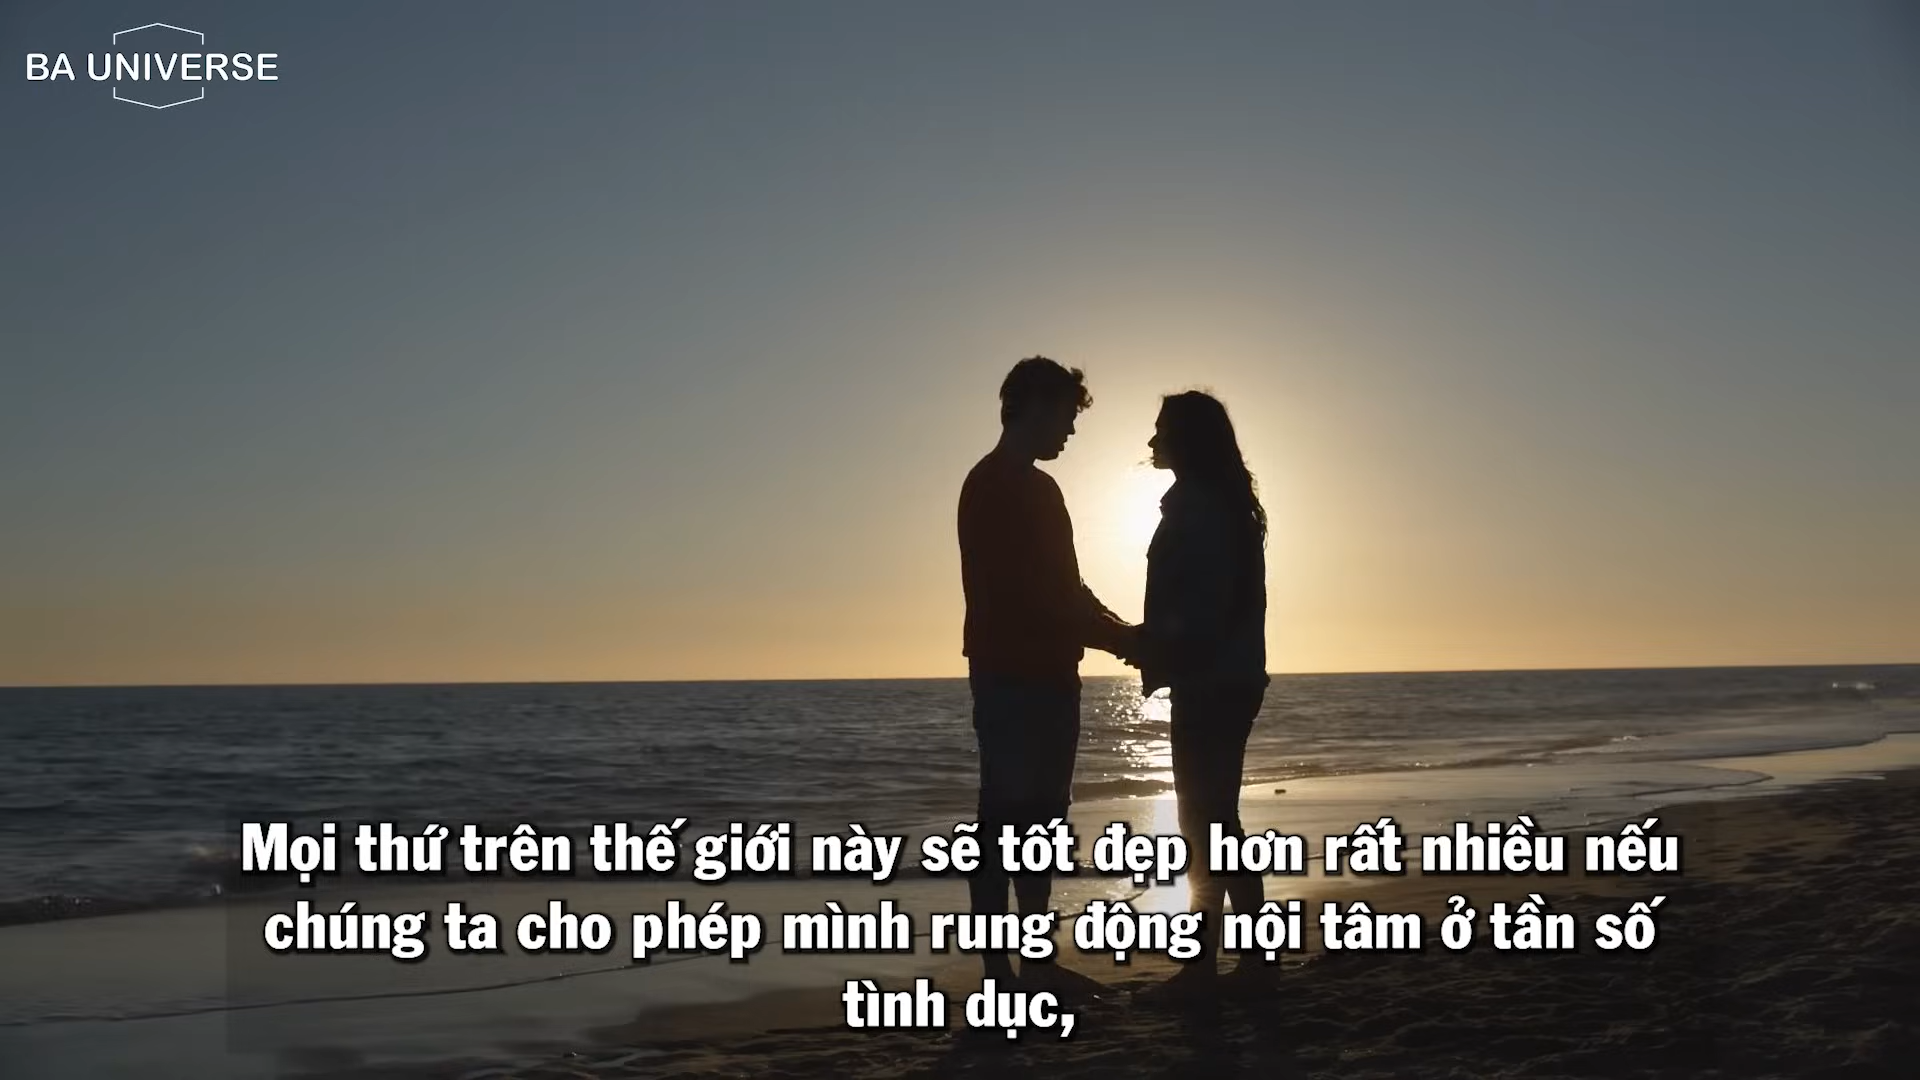 BA UNIVERSE
Mọi thứ trên thế giới này sẽ tốt đẹp hơn rất nhiều nếu
chúng ta cho phép mình rung động nội tâm ở tần số
tình dục,